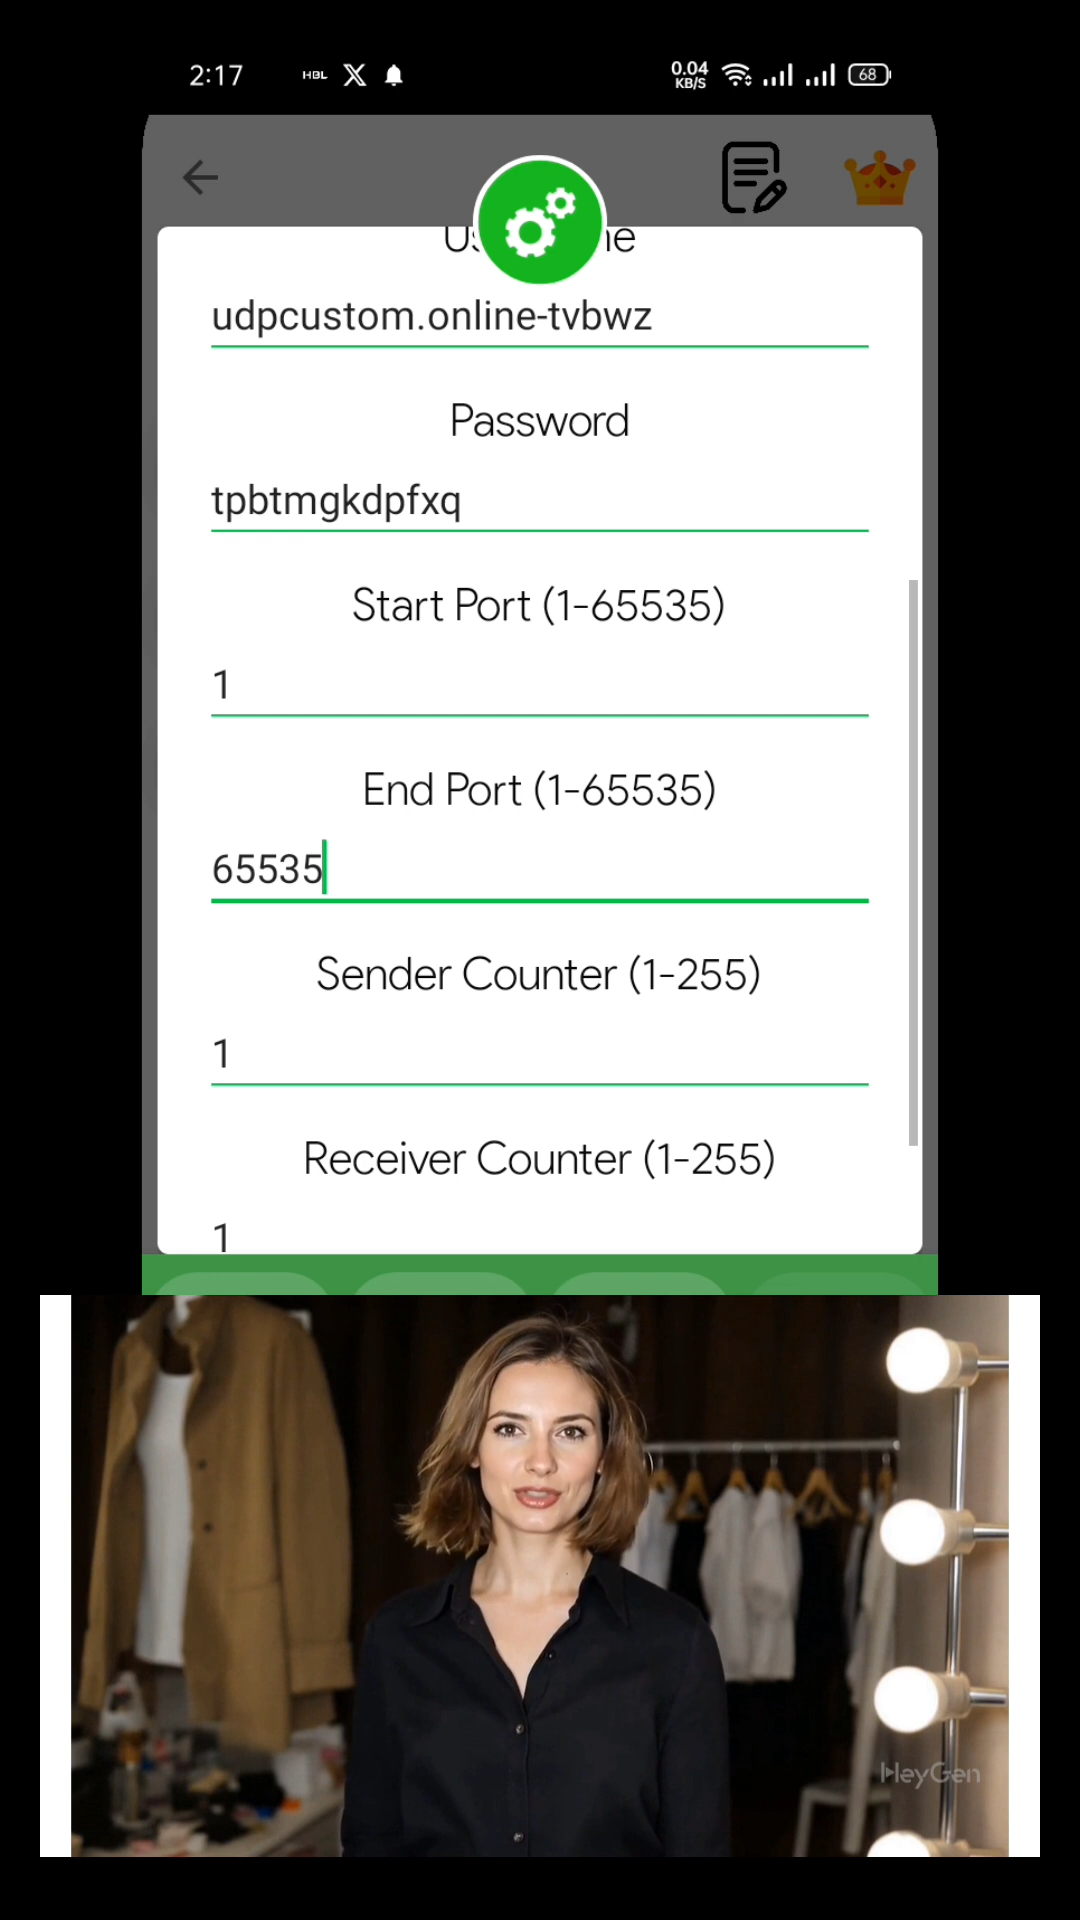 2:17 HBL X 0.04 KB/S 68
udpcustom.online-tvbwz
Password
tpbtmgkdpfxq
Start Port (1-65535)
1
End Port (1-65535)
65535
Sender Counter (1-255)
1
Receiver Counter (1-255)
1
HeyGen